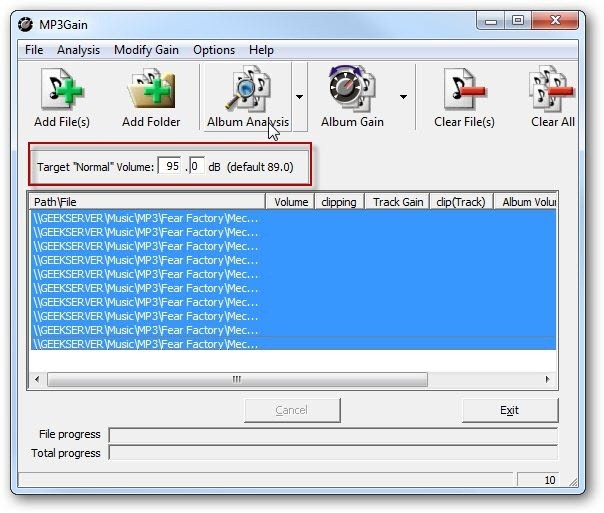 MP3Gain
File Analysis Modify Gain Options Help
Add File(s) Add Folder Album Analysis Album Gain Clear File(s) Clear All
Target "Normal" Volume: 95 . 0 dB (default 89.0)
Path\File Volume clipping Track Gain clip(Track) Album Volu
\\GEEKSERVER\Music\MP3\Fear Factory\Mec...
\\GEEKSERVER\Music\MP3\Fear Factory\Mec...
\\GEEKSERVER\Music\MP3\Fear Factory\Mec...
\\GEEKSERVER\Music\MP3\Fear Factory\Mec...
\\GEEKSERVER\Music\MP3\Fear Factory\Mec...
\\GEEKSERVER\Music\MP3\Fear Factory\Mec...
\\GEEKSERVER\Music\MP3\Fear Factory\Mec...
\\GEEKSERVER\Music\MP3\Fear Factory\Mec...
\\GEEKSERVER\Music\MP3\Fear Factory\Mec...
\\GEEKSERVER\Music\MP3\Fear Factory\Mec...
Cancel Exit
File progress
Total progress
10